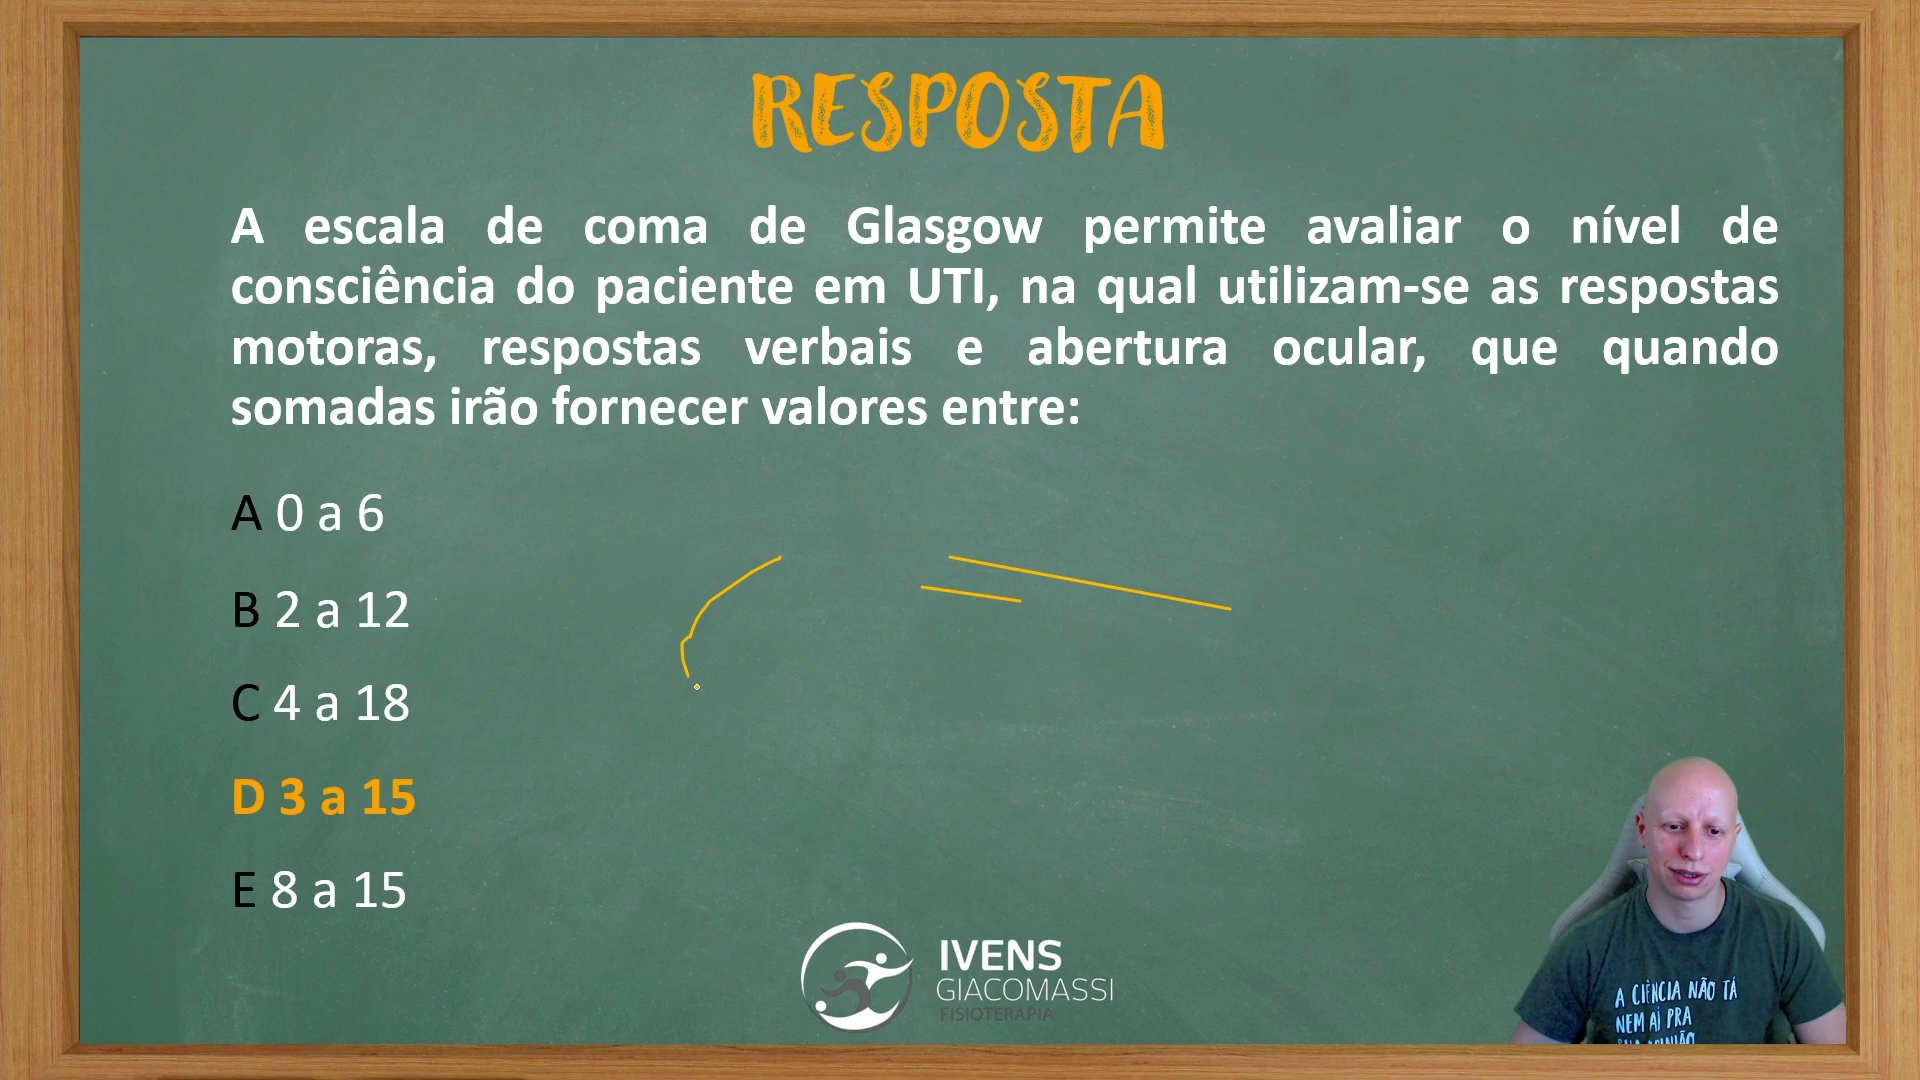 RESPOSTA
A escala de coma de Glasgow permite avaliar o nível de
consciência do paciente em UTI, na qual utilizam-se as respostas
motoras, respostas verbais e abertura ocular, que quando
somadas irão fornecer valores entre:
A 0 a 6
B 2 a 12
C 4 a 18
D 3 a 15
E 8 a 15
IVENS
GIACOMASSI
FISIOTERAPIA
A CIÊNCIA NÃO TÁ
NEM AÍ PRA
OPINIÃO